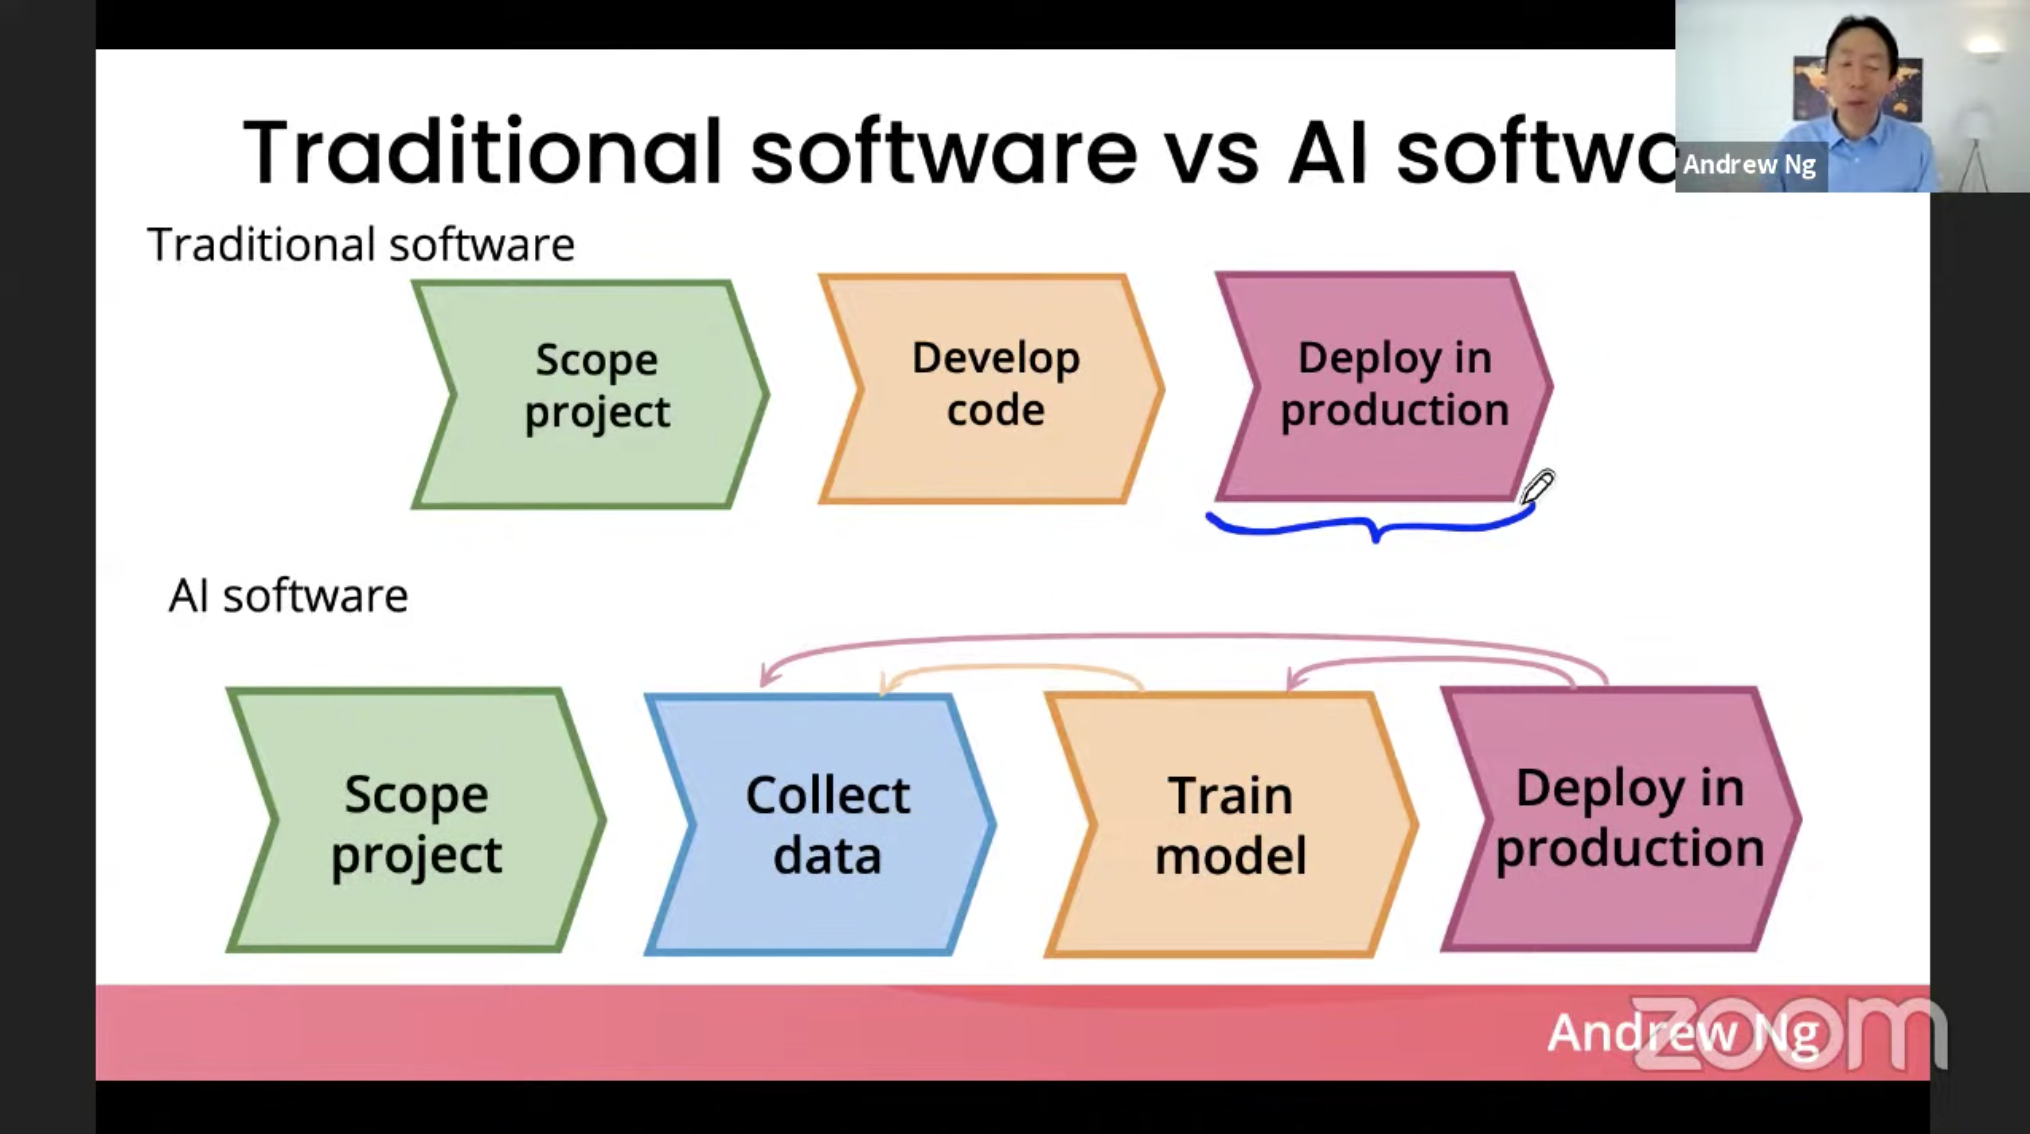 Traditional software vs AI softwa
Andrew Ng
Traditional software
Scope
project
Develop
code
Deploy in
production
AI software
Scope
project
Collect
data
Train
model
Deploy in
production
Andrew Ng
zoom